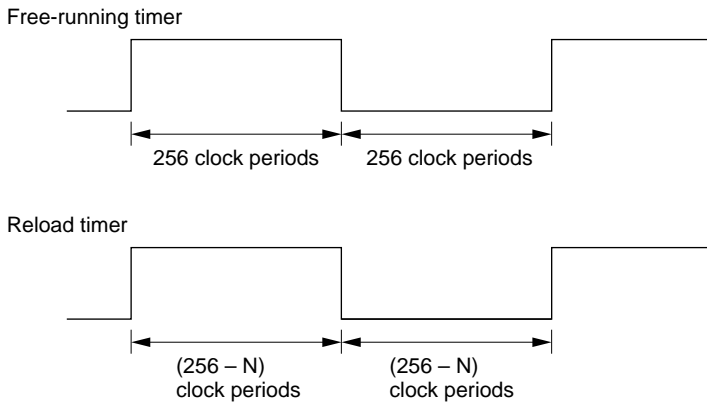 Free-running timer
256 clock periods 256 clock periods
Reload timer
(256 – N) (256 – N)
clock periods clock periods